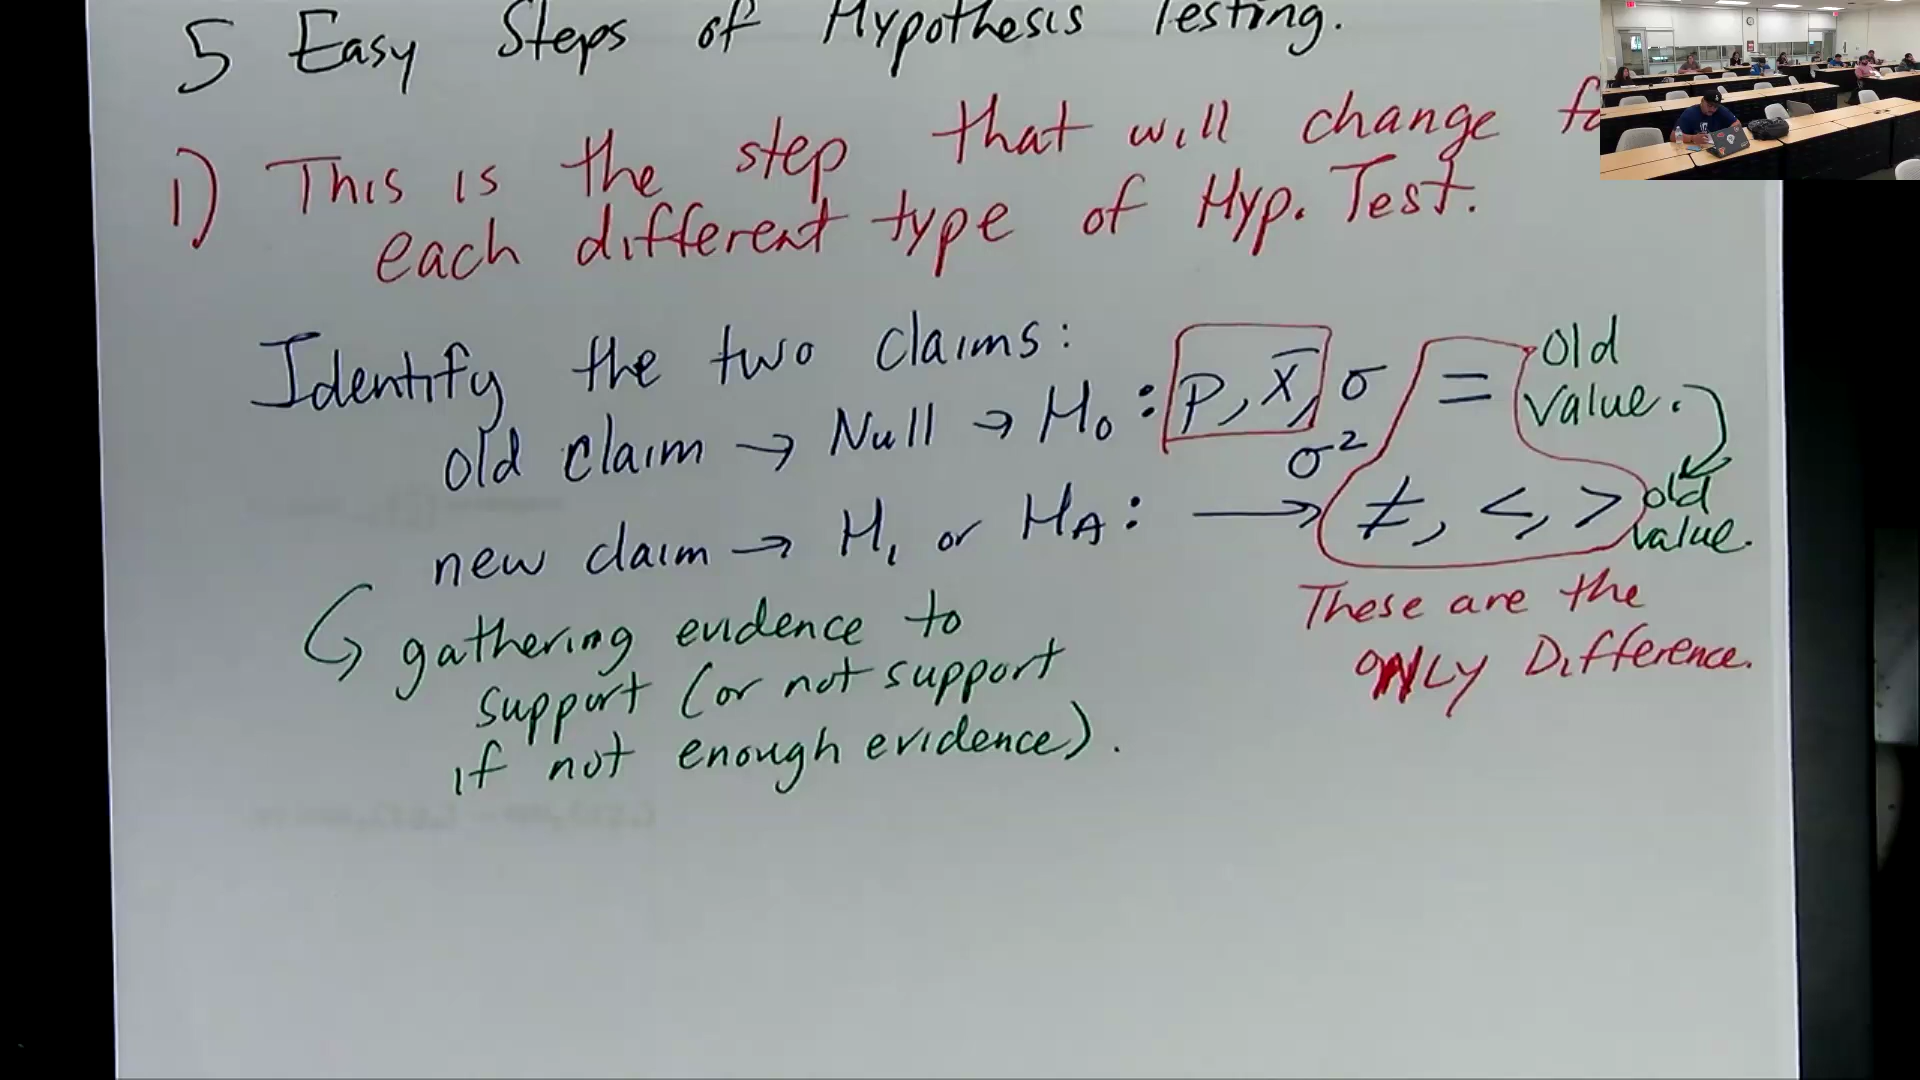 5 Easy Steps of Hypothesis Testing.
1) This is the step that will change
each different type of Hyp. Test.
Identify the two claims:
old claim → Null → H₀ : p, x̄, σ = old value.
σ²
new claim → H₁ or H_A : → ≠, <, > old value.
↳ gathering evidence to
support (or not support
if not enough evidence).
These are the
ONLY Difference.